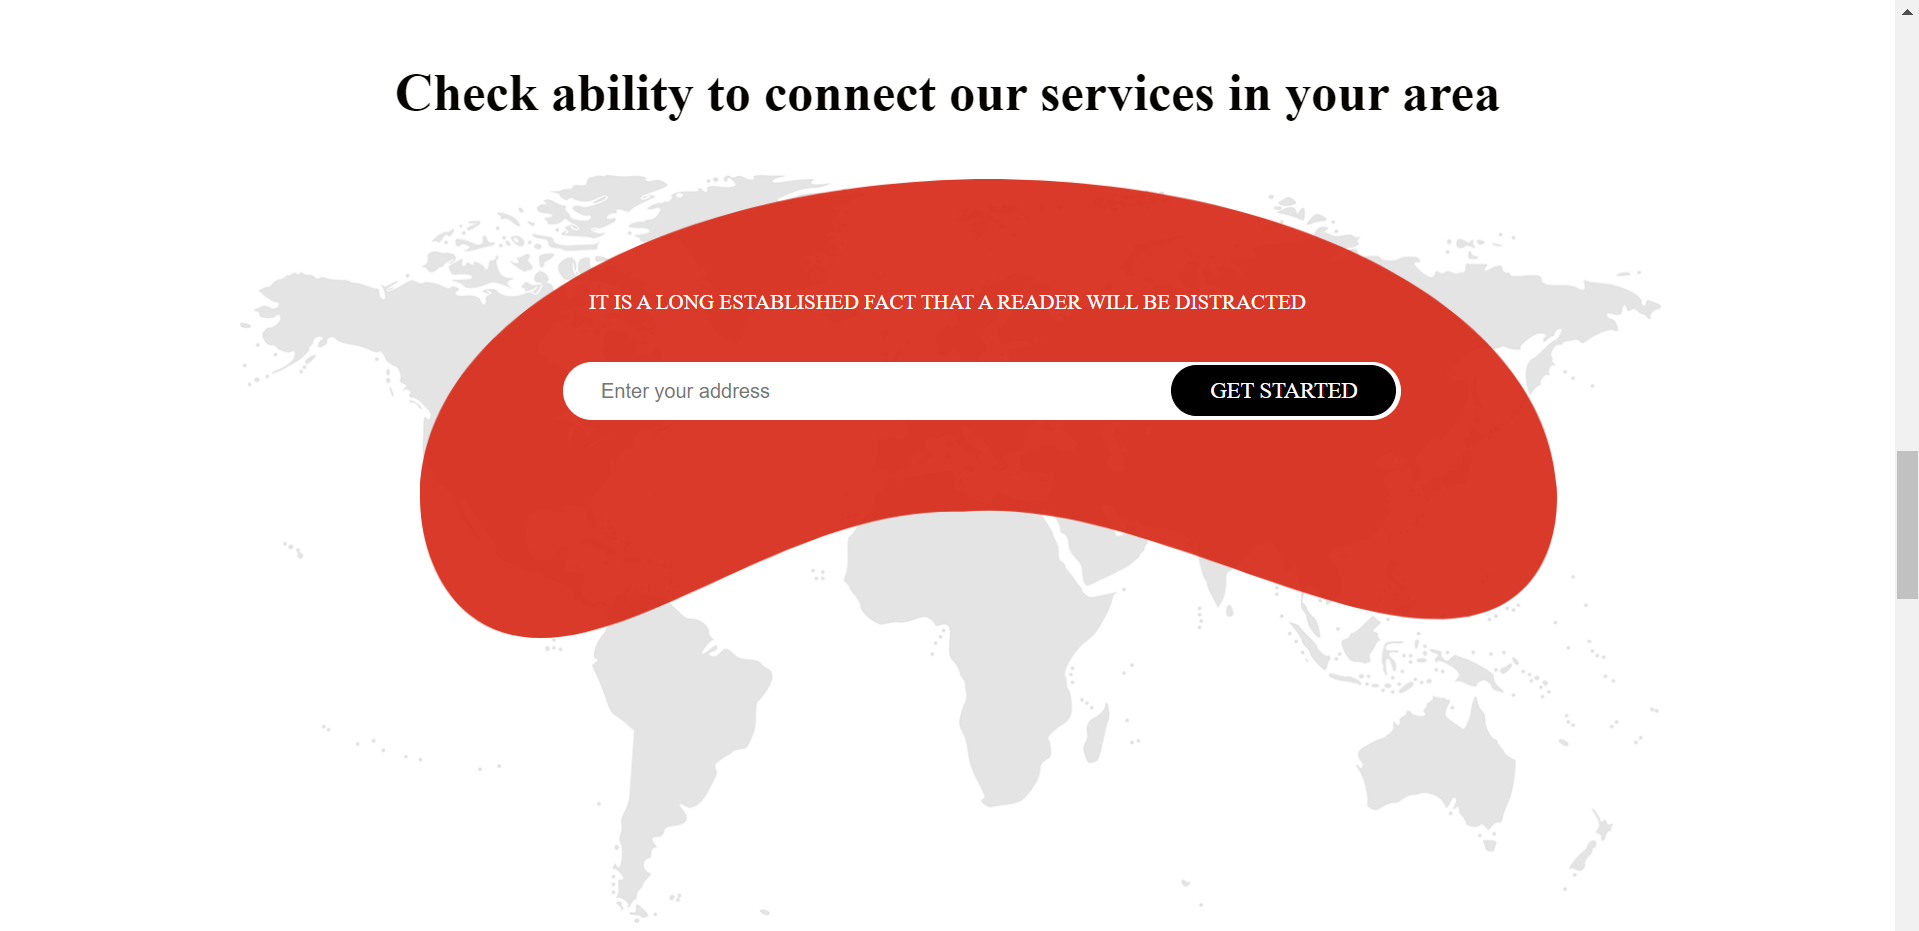 Check ability to connect our services in your area
IT IS A LONG ESTABLISHED FACT THAT A READER WILL BE DISTRACTED
Enter your address
GET STARTED